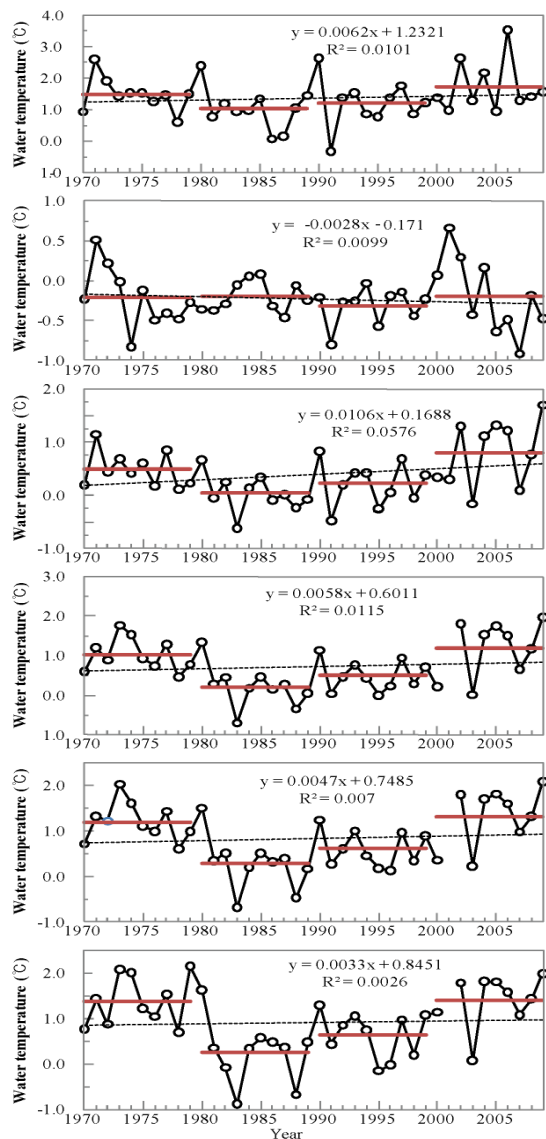 Water temperature (℃)
4.0
y = 0.0062x + 1.2321
R² = 0.0101
3.0
2.0
1.0
0.0
1.0
1970 1975 1980 1985 1990 1995 2000 2005
Water temperature (℃)
1.0
y = -0.0028x - 0.171
R² = 0.0099
0.5
0.0
-0.5
-1.0
1970 1975 1980 1985 1990 1995 2000 2005
Water temperature (℃)
2.0
y = 0.0106x + 0.1688
R² = 0.0576
1.0
0.0
-1.0
1970 1975 1980 1985 1990 1995 2000 2005
Water temperature (℃)
3.0
y = 0.0058x + 0.6011
R² = 0.0115
2.0
1.0
0.0
1.0
1970 1975 1980 1985 1990 1995 2000 2005
Water temperature (℃)
y = 0.0047x + 0.7485
R² = 0.007
2.0
1.0
0.0
-1.0
1970 1975 1980 1985 1990 1995 2000 2005
Water temperature (℃)
y = 0.0033x + 0.8451
R² = 0.0026
2.0
1.0
0.0
-1.0
1970 1975 1980 1985 1990 1995 2000 2005
Year